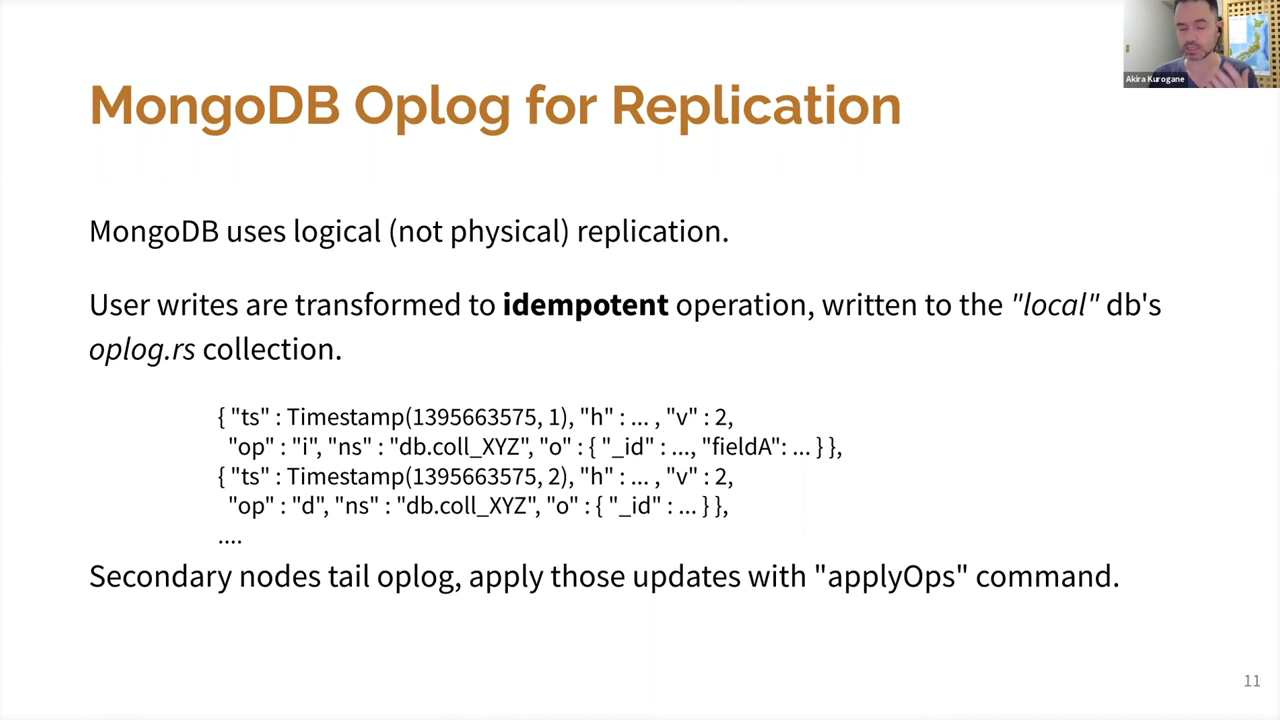 Akira Kurogane
MongoDB Oplog for Replication
MongoDB uses logical (not physical) replication.
User writes are transformed to idempotent operation, written to the "local" db's
oplog.rs collection.
{ "ts" : Timestamp(1395663575, 1), "h" : ... , "v" : 2,
"op" : "i", "ns" : "db.coll_XYZ", "o" : { "_id" : ..., "fieldA": ... } },
{ "ts" : Timestamp(1395663575, 2), "h" : ... , "v" : 2,
"op" : "d", "ns" : "db.coll_XYZ", "o" : { "_id" : ... } },
....
Secondary nodes tail oplog, apply those updates with "applyOps" command.
11